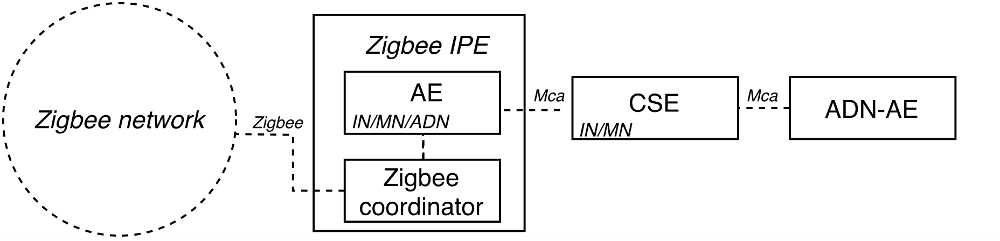 Zigbee network
Zigbee
Zigbee IPE
AE
IN/MN/ADN
Zigbee
coordinator
Mca
CSE
IN/MN
Mca
ADN-AE